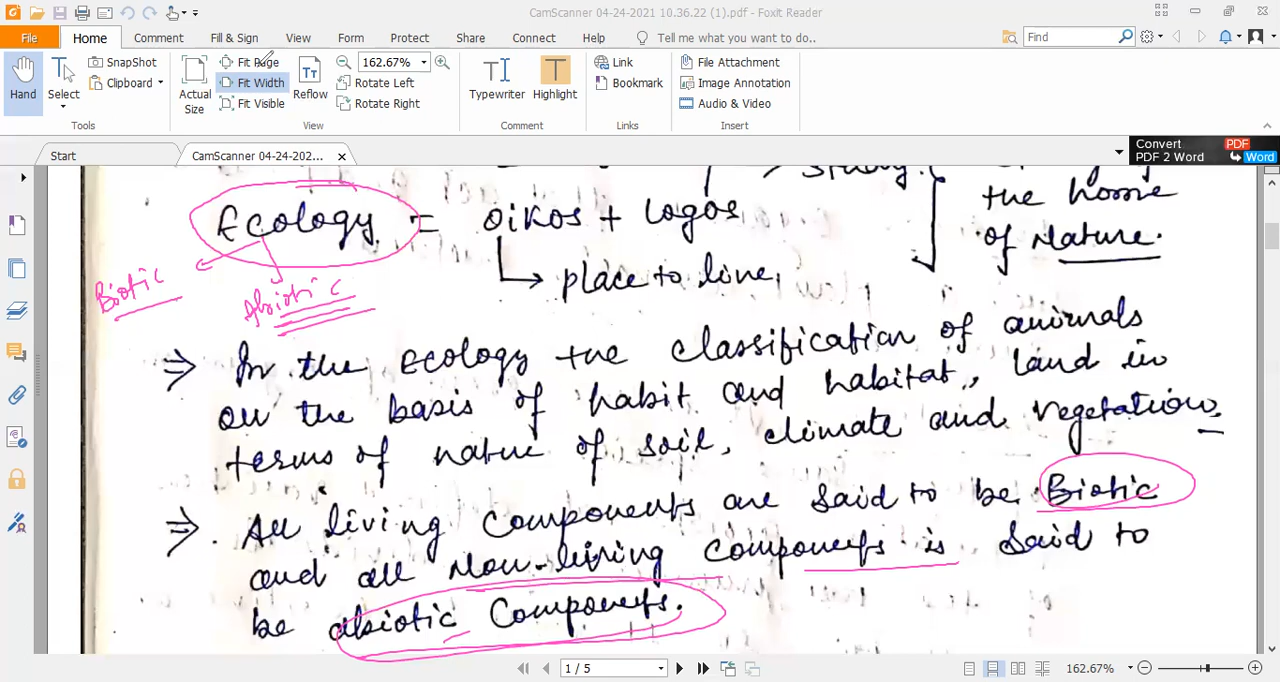 CamScanner 04-24-2021 10.36.22 (1).pdf - Foxit Reader
File Home Comment Fill & Sign View Form Protect Share Connect Help Tell me what you want to do.. Find
Hand
Select
SnapShot
Clipboard
Tools
Actual Size
Fit Page
Fit Width
Fit Visible
Reflow
162.67%
Rotate Left
Rotate Right
View
Typewriter
Highlight
Comment
Link
Bookmark
Links
File Attachment
Image Annotation
Audio & Video
Insert
Start
CamScanner 04-24-202...
Convert PDF
PDF 2 Word Word
study.
the home
Ecology = oikos + logos
of Nature.
place to live,
Biotic
Abiotic
⇒ In the Ecology the classification of animals
on the basis of habit and habitat, land in
terms of nature of soil, climate and vegetation.
⇒ All living components are said to be Biotic
and all Non-living components is said to
be abiotic components.
1 / 5
162.67%